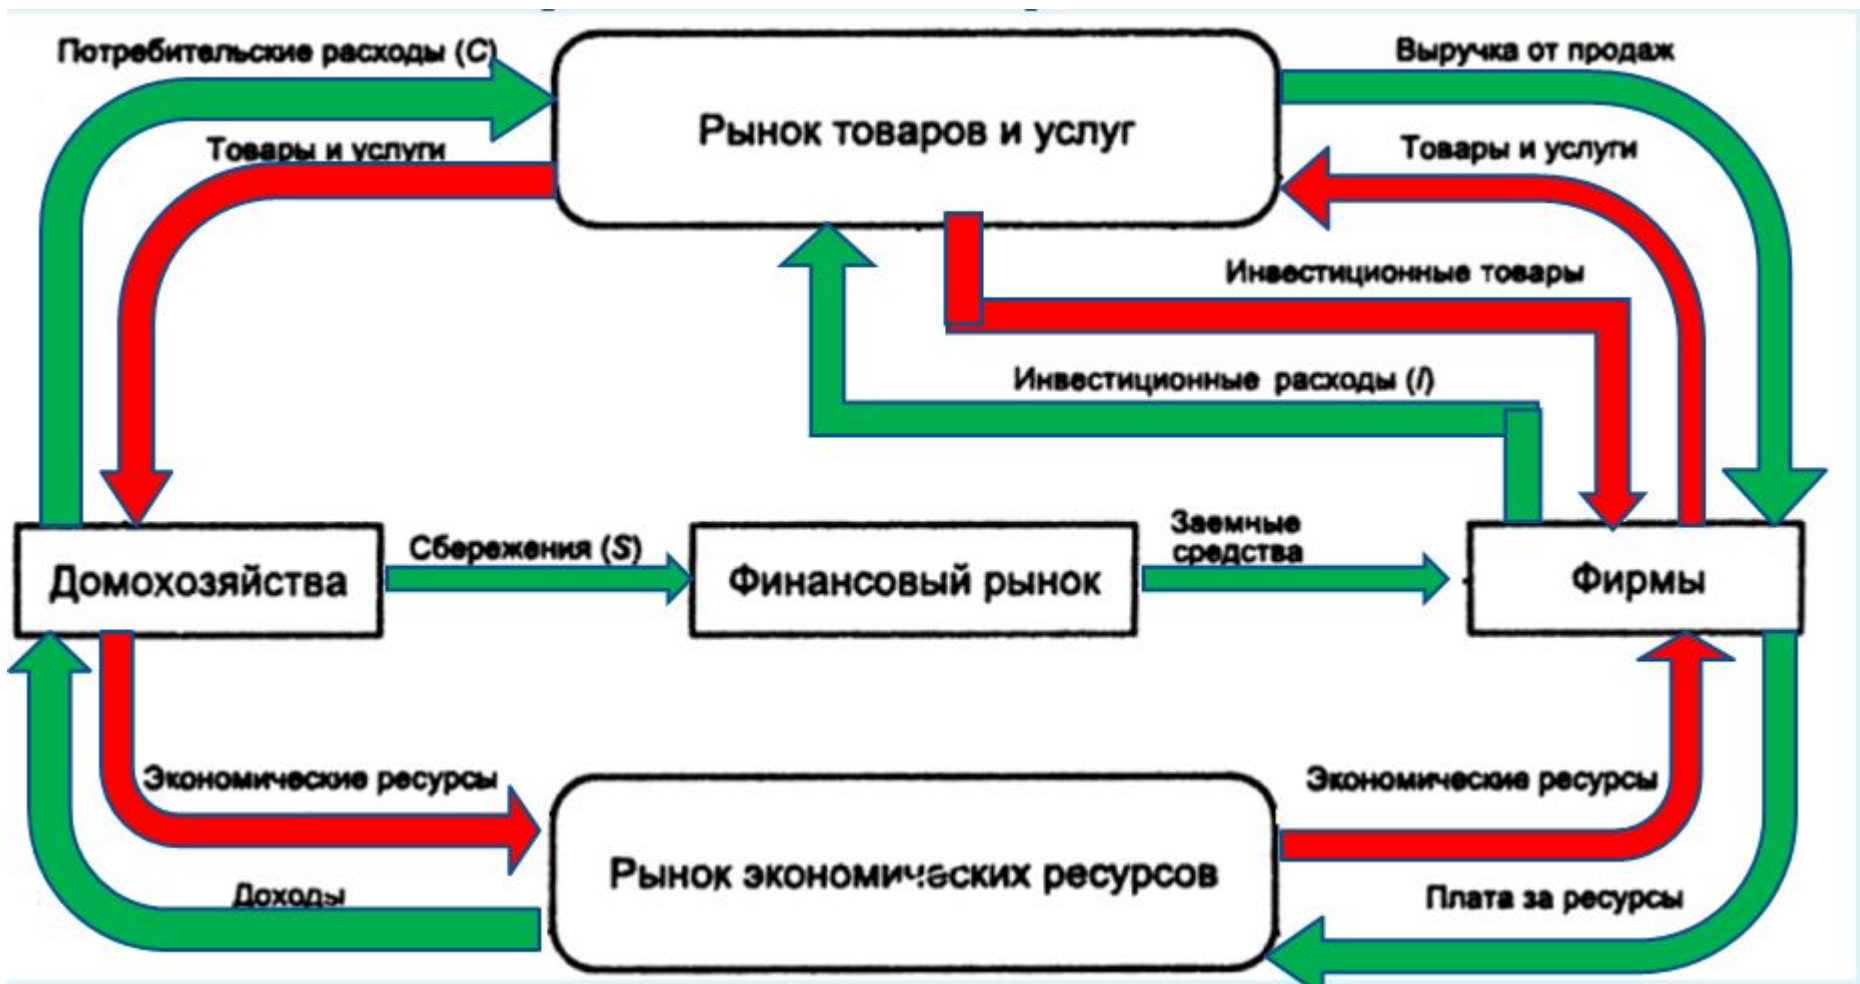 Потребительские расходы (C)
Выручка от продаж
Рынок товаров и услуг
Товары и услуги
Товары и услуги
Инвестиционные товары
Инвестиционные расходы (I)
Заемные
средства
Сбережения (S)
Домохозяйства
Финансовый рынок
Фирмы
Экономические ресурсы
Экономические ресурсы
Рынок экономических ресурсов
Доходы
Плата за ресурсы